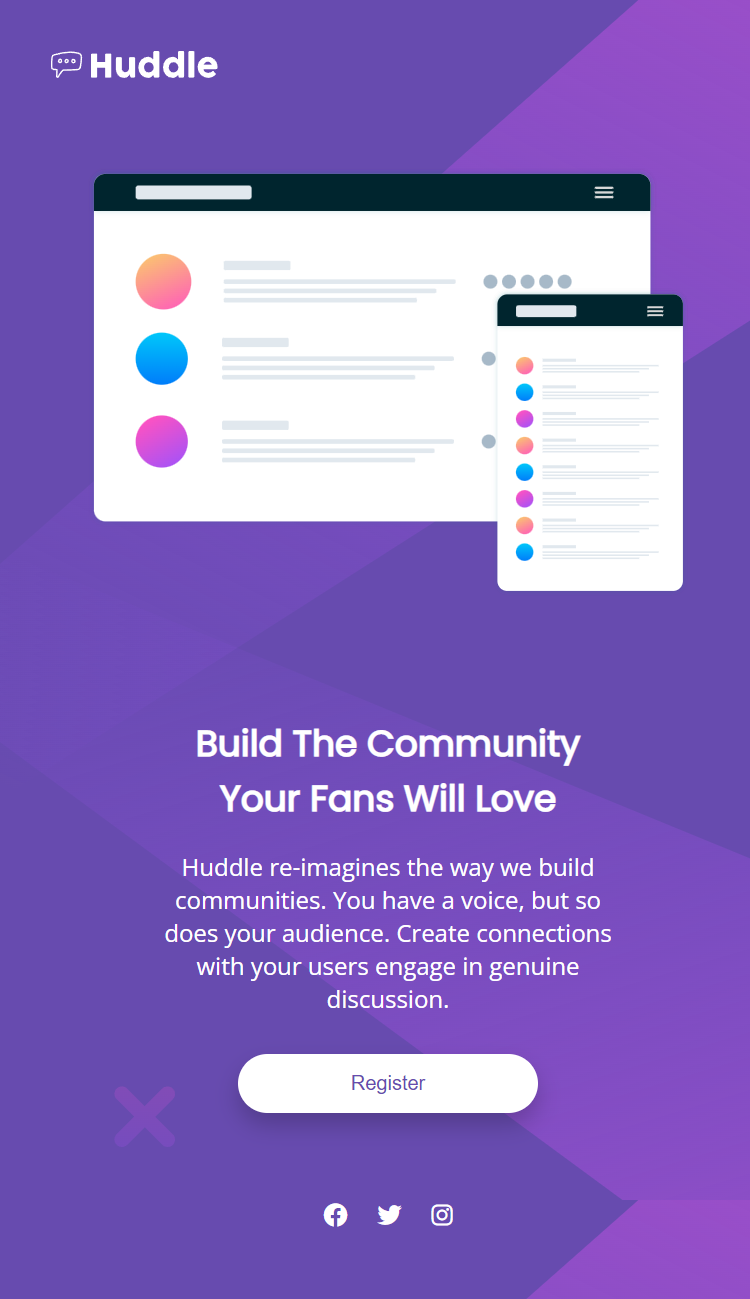 Huddle
Build The Community
Your Fans Will Love
Huddle re-imagines the way we build
communities. You have a voice, but so
does your audience. Create connections
with your users engage in genuine
discussion.
Register